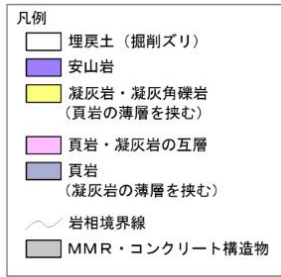 凡例
埋戻土（掘削ズリ）
安山岩
凝灰岩・凝灰角礫岩
（頁岩の薄層を挟む）
頁岩・凝灰岩の互層
頁岩
（凝灰岩の薄層を挟む）
岩相境界線
ＭＭＲ・コンクリート構造物